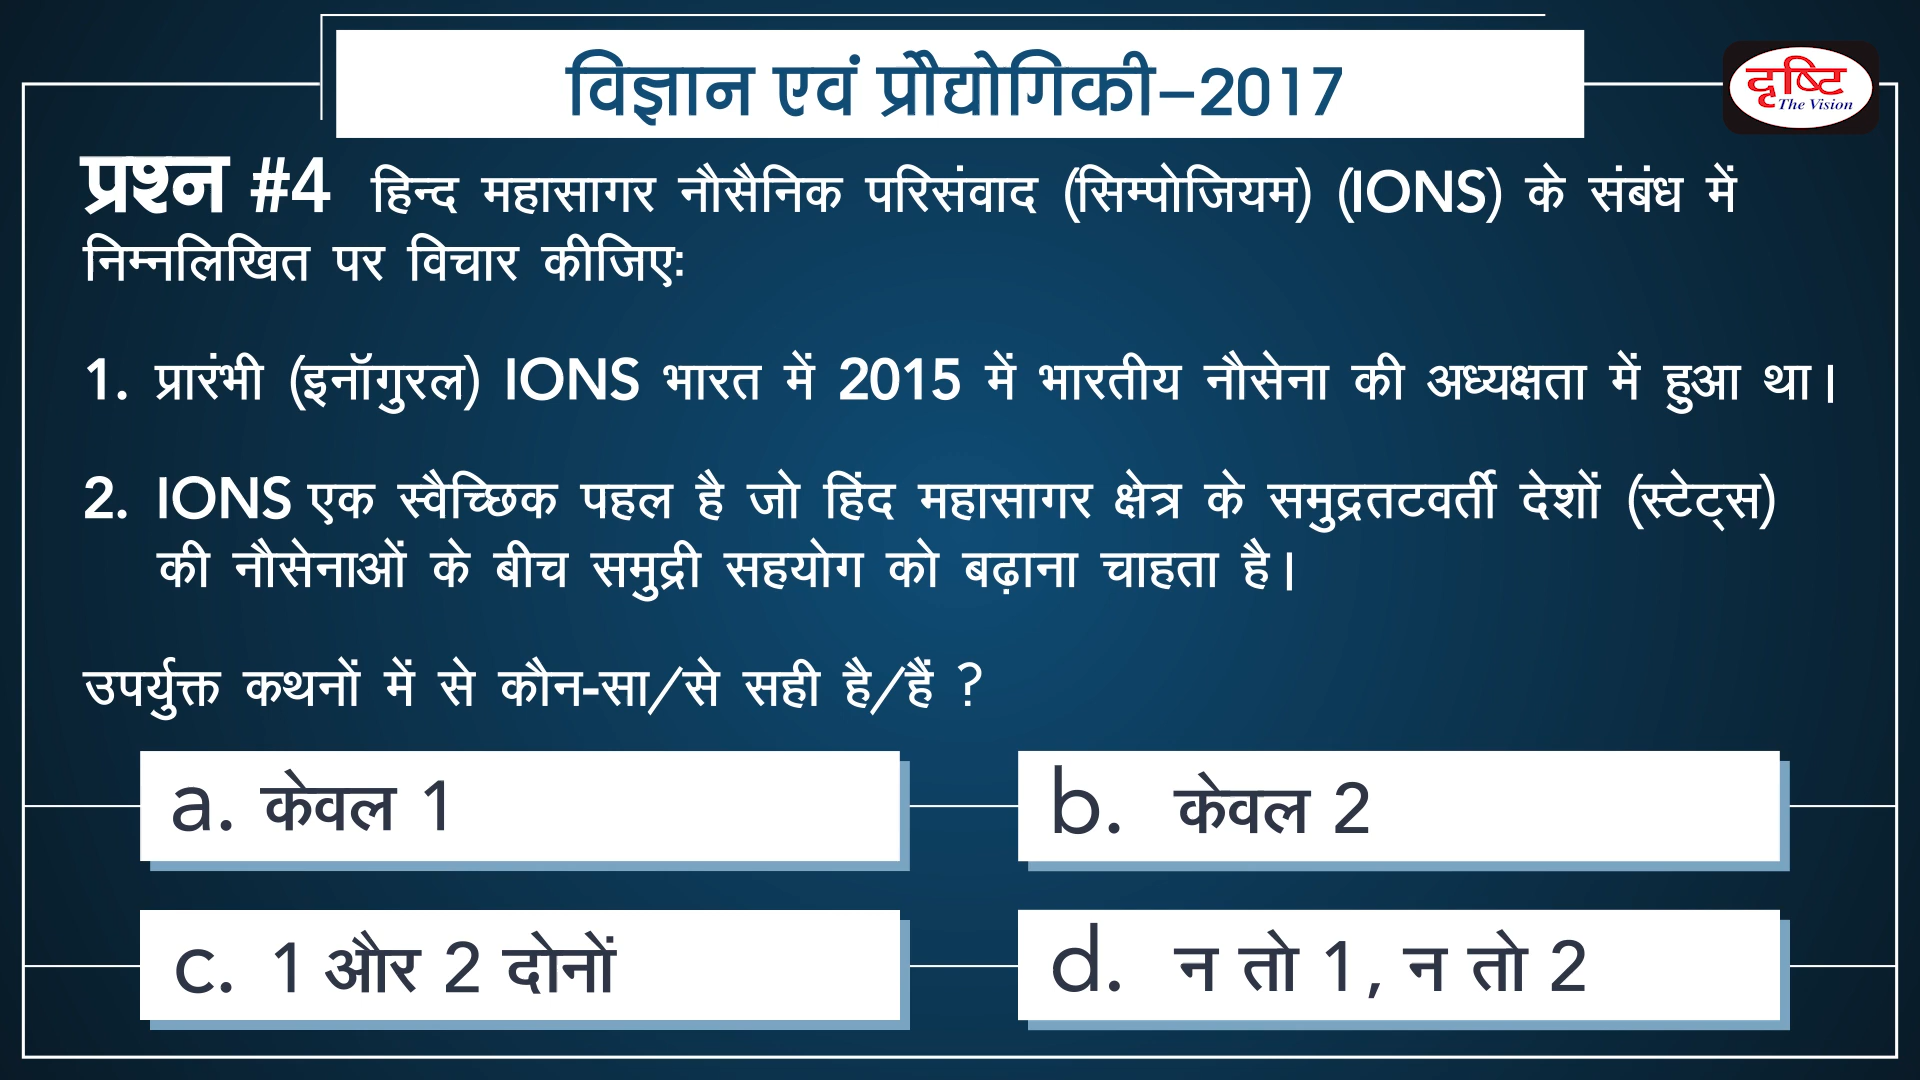 विज्ञान एवं प्रौद्योगिकी–2017
दृष्टि
The Vision
प्रश्न #4 हिन्द महासागर नौसैनिक परिसंवाद (सिम्पोजियम) (IONS) के संबंध में
निम्नलिखित पर विचार कीजिएः
1. प्रारंभी (इनॉगुरल) IONS भारत में 2015 में भारतीय नौसेना की अध्यक्षता में हुआ था।
2. IONS एक स्वैच्छिक पहल है जो हिंद महासागर क्षेत्र के समुद्रतटवर्ती देशों (स्टेट्स)
की नौसेनाओं के बीच समुद्री सहयोग को बढ़ाना चाहता है।
उपर्युक्त कथनों में से कौन-सा/से सही है/हैं ?
a. केवल 1
b. केवल 2
c. 1 और 2 दोनों
d. न तो 1, न तो 2